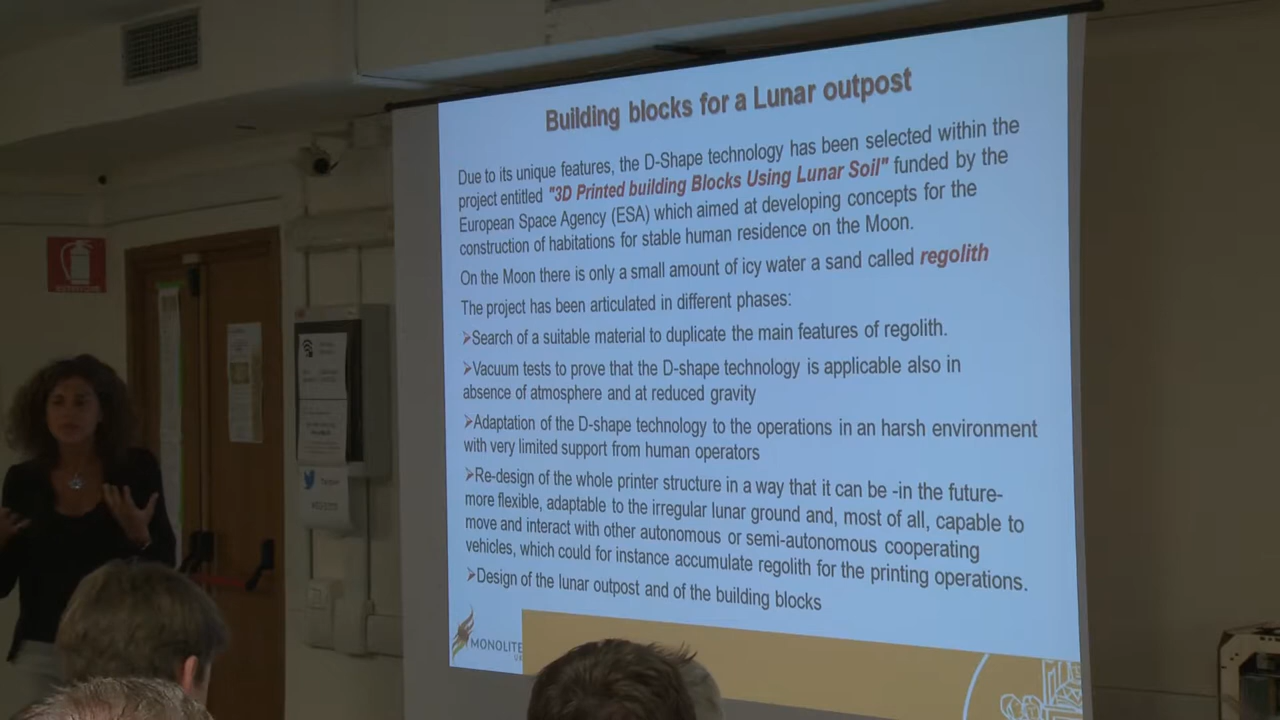 Building blocks for a Lunar outpost
Due to its unique features, the D-Shape technology has been selected within the
project entitled "3D Printed building Blocks Using Lunar Soil" funded by the
European Space Agency (ESA) which aimed at developing concepts for the
construction of habitations for stable human residence on the Moon.
On the Moon there is only a small amount of icy water a sand called regolith
The project has been articulated in different phases:
➢Search of a suitable material to duplicate the main features of regolith.
➢Vacuum tests to prove that the D-shape technology is applicable also in
absence of atmosphere and at reduced gravity
➢Adaptation of the D-shape technology to the operations in an harsh environment
with very limited support from human operators
➢Re-design of the whole printer structure in a way that it can be -in the future-
more flexible, adaptable to the irregular lunar ground and, most of all, capable to
move and interact with other autonomous or semi-autonomous cooperating
vehicles, which could for instance accumulate regolith for the printing operations.
➢Design of the lunar outpost and of the building blocks
MONOLITE